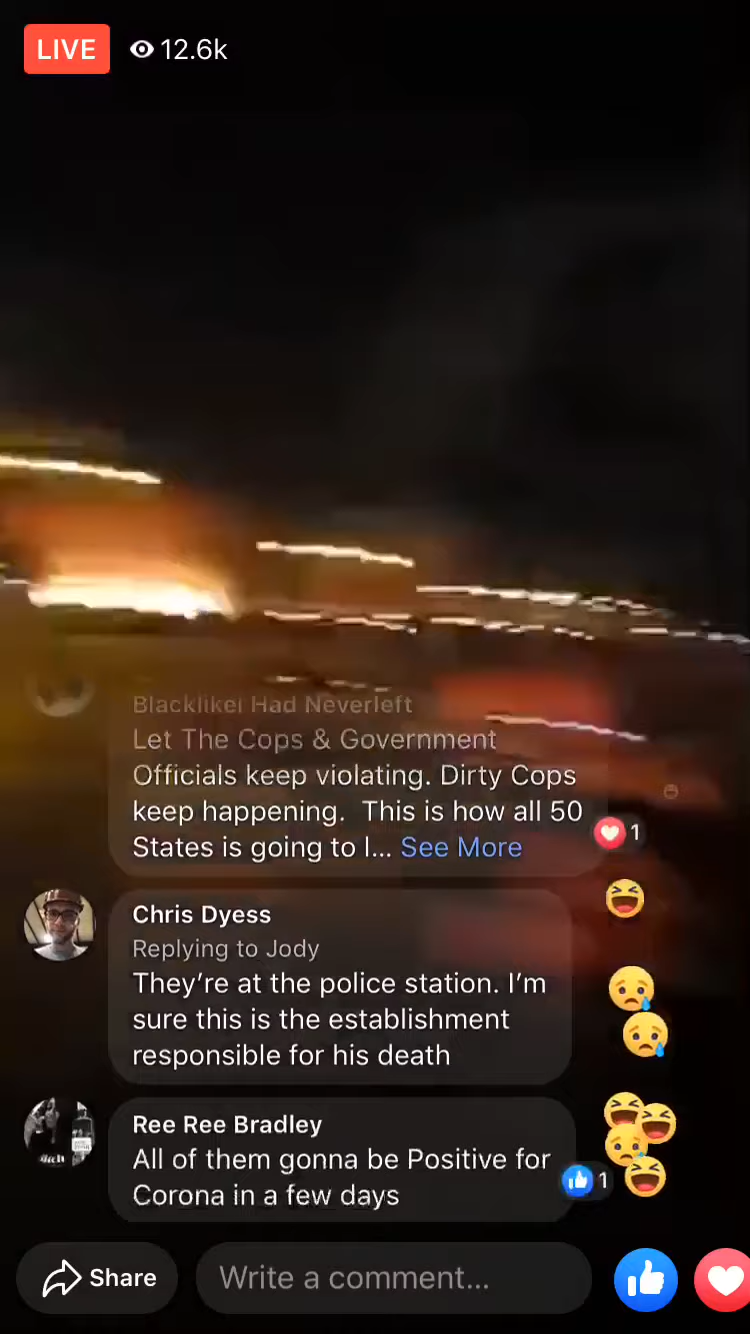 LIVE 12.6k
Blacklikei Had Neverleft
Let The Cops & Government
Officials keep violating. Dirty Cops
keep happening. This is how all 50
States is going to l... See More
1
Chris Dyess
Replying to Jody
They're at the police station. I'm
sure this is the establishment
responsible for his death
Ree Ree Bradley
All of them gonna be Positive for
Corona in a few days
1
Share
Write a comment...